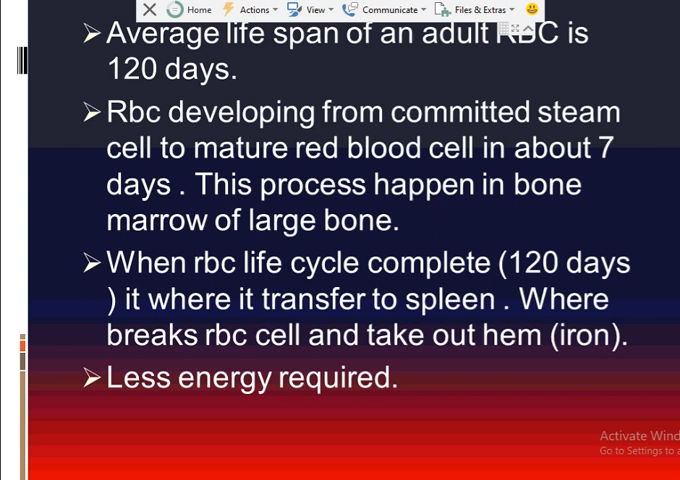 Home Actions View Communicate Files & Extras
Average life span of an adult RBC is
120 days.
Rbc developing from committed steam
cell to mature red blood cell in about 7
days . This process happen in bone
marrow of large bone.
When rbc life cycle complete (120 days
) it where it transfer to spleen . Where
breaks rbc cell and take out hem (iron).
Less energy required.
Activate Wind
Go to Settings to a